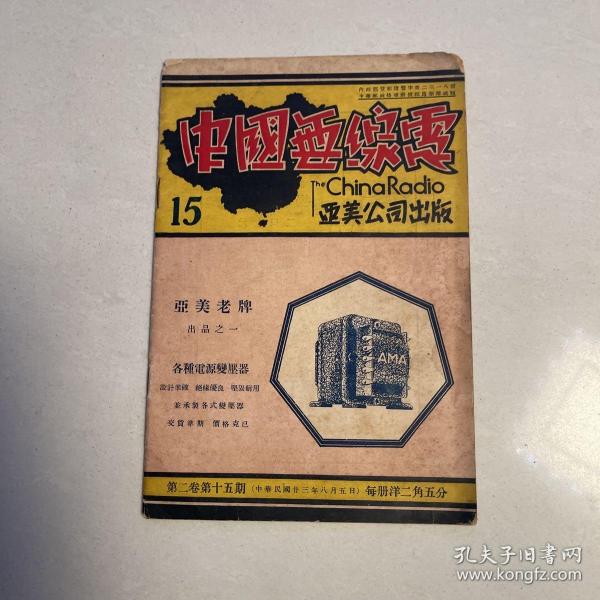 中國無線電
The China Radio
亞美公司出版
15
亞美老牌
出品之一
各種電源變壓器
設計準確 絕緣優良 堅固耐用
並承製各式變壓器
交貨準期 價格克己
AMA
第二卷第十五期(中華民國廿三年八月五日)每册洋二角五分
孔夫子旧书网
www.kongfz.com